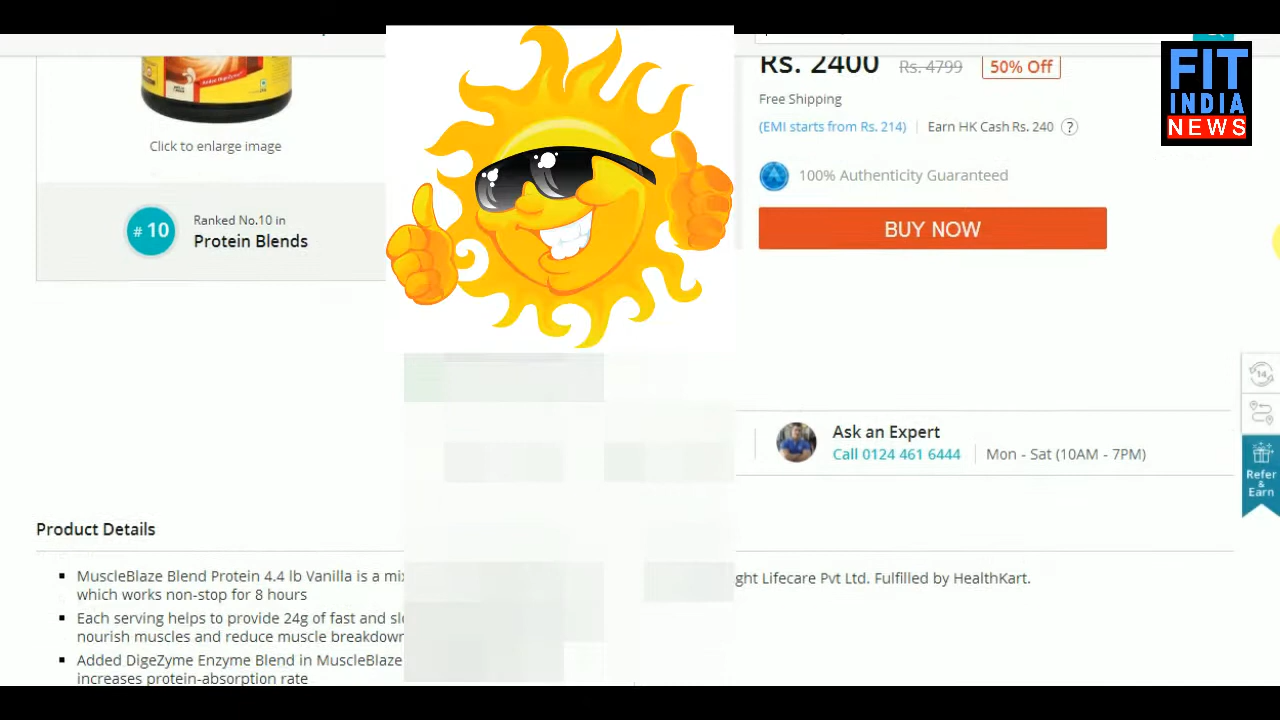 Rs. 2400 Rs. 4799 50% Off
FIT
INDIA
NEWS
Added DigeZyme
Free Shipping
(EMI starts from Rs. 214) Earn HK Cash Rs. 240 ?
Click to enlarge image
100% Authenticity Guaranteed
# 10
Ranked No.10 in
Protein Blends
BUY NOW
14
Ask an Expert
Call 0124 461 6444 Mon - Sat (10AM - 7PM)
Refer
&
Earn
Product Details
MuscleBlaze Blend Protein 4.4 lb Vanilla is a
which works non-stop for 8 hours
Lifecare Pvt Ltd. Fulfilled by HealthKart.
Each serving helps to provide 24g of fast and
nourish muscles and reduce muscle breakdown
Added DigeZyme Enzyme Blend in MuscleBlaze
increases protein-absorption rate